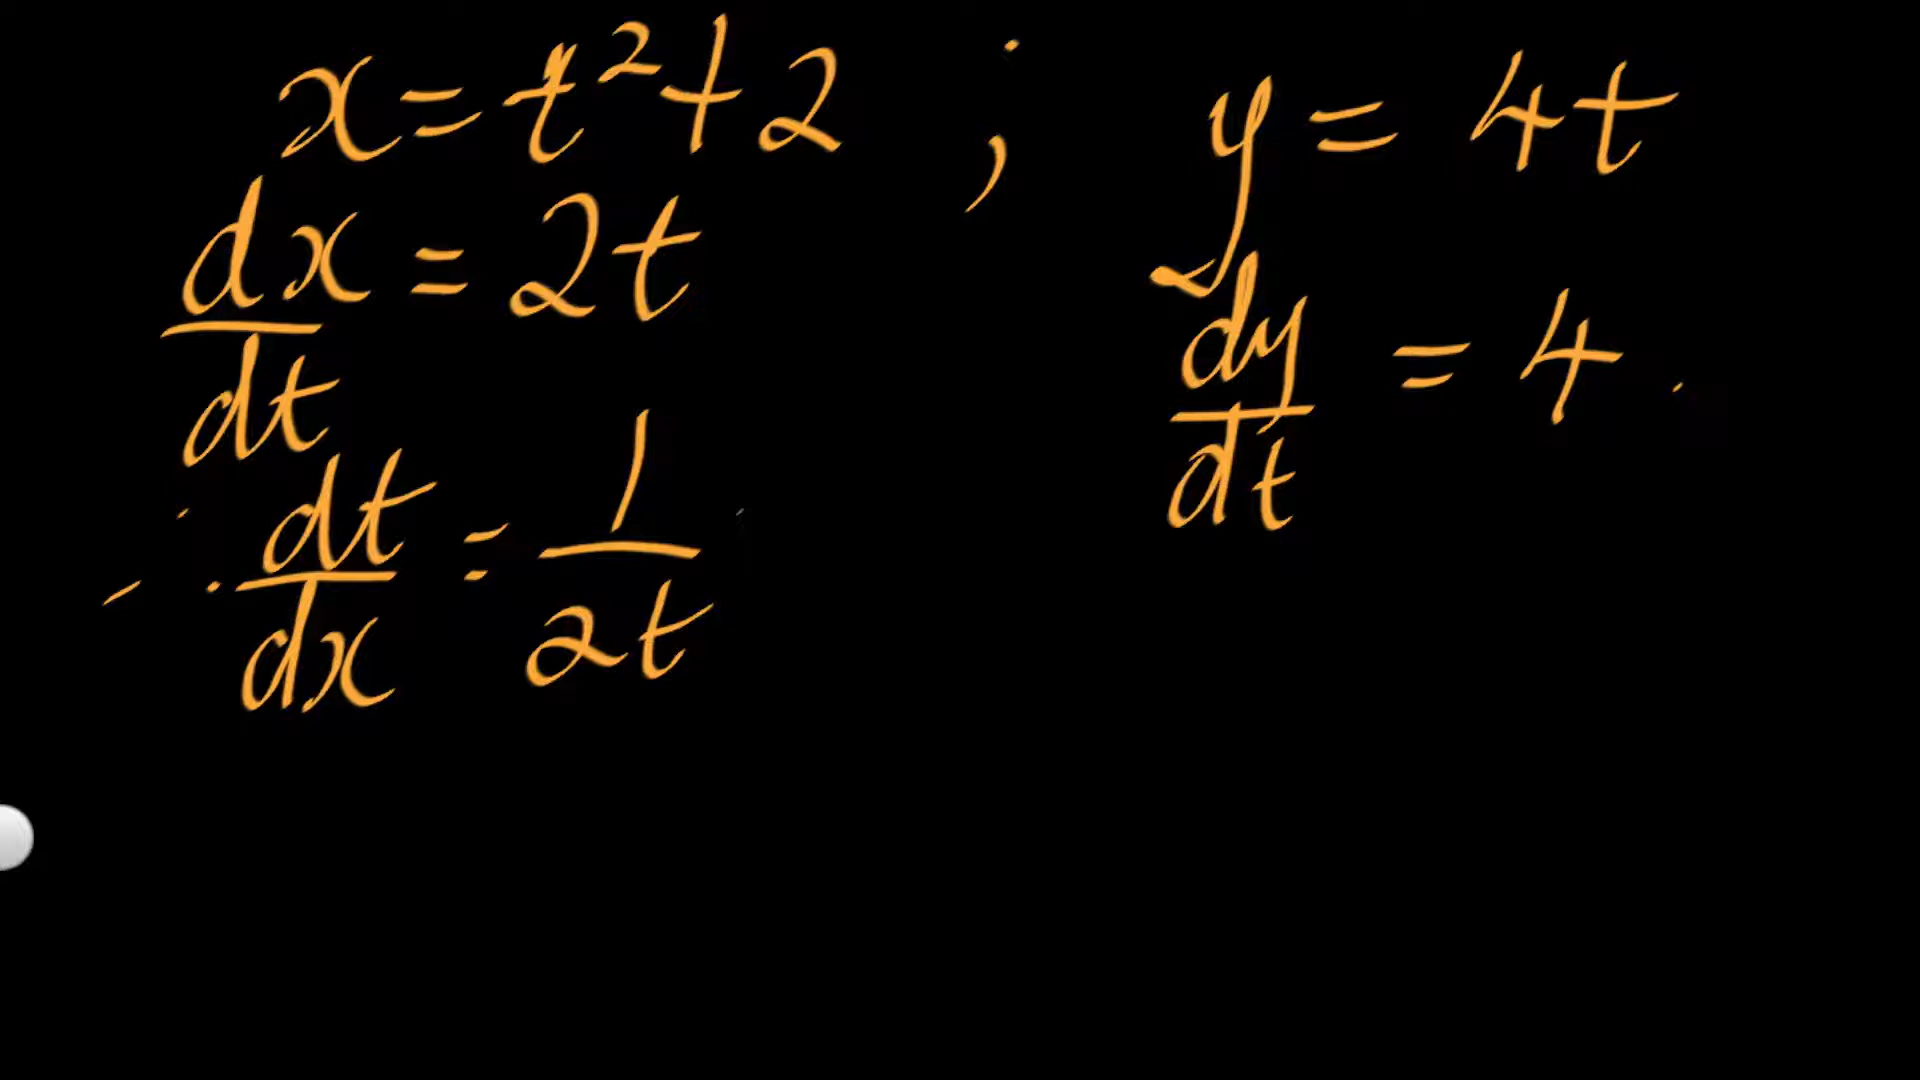 x = t² + 2 ; y = 4t
dx/dt = 2t
dy/dt = 4.
∴ dt/dx = 1/2t